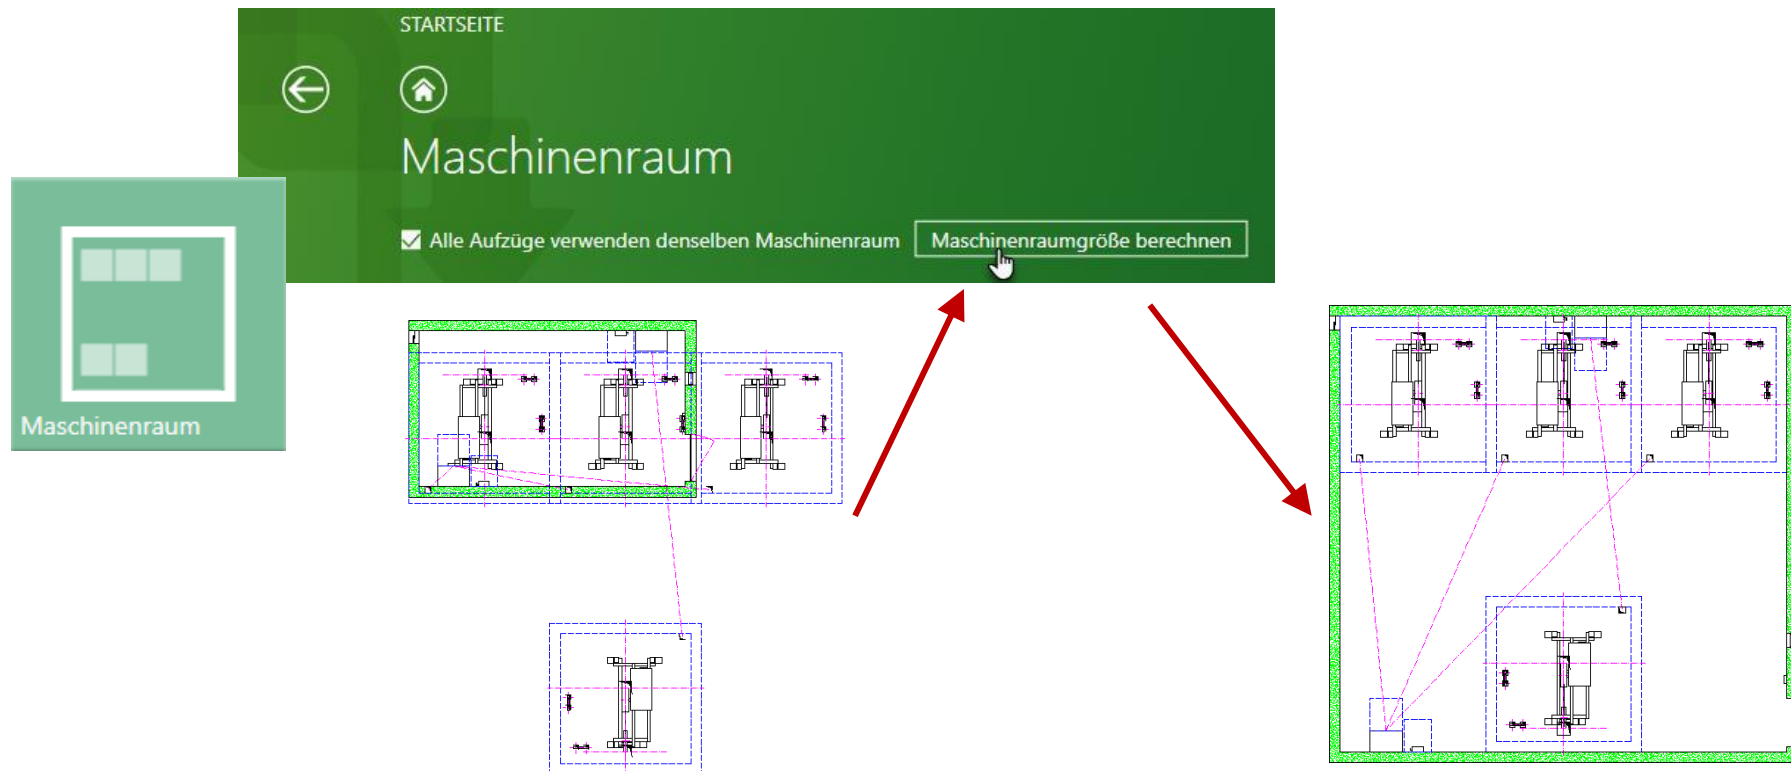 STARTSEITE
Maschinenraum
Alle Aufzüge verwenden denselben Maschinenraum
Maschinenraumgröße berechnen
Maschinenraum